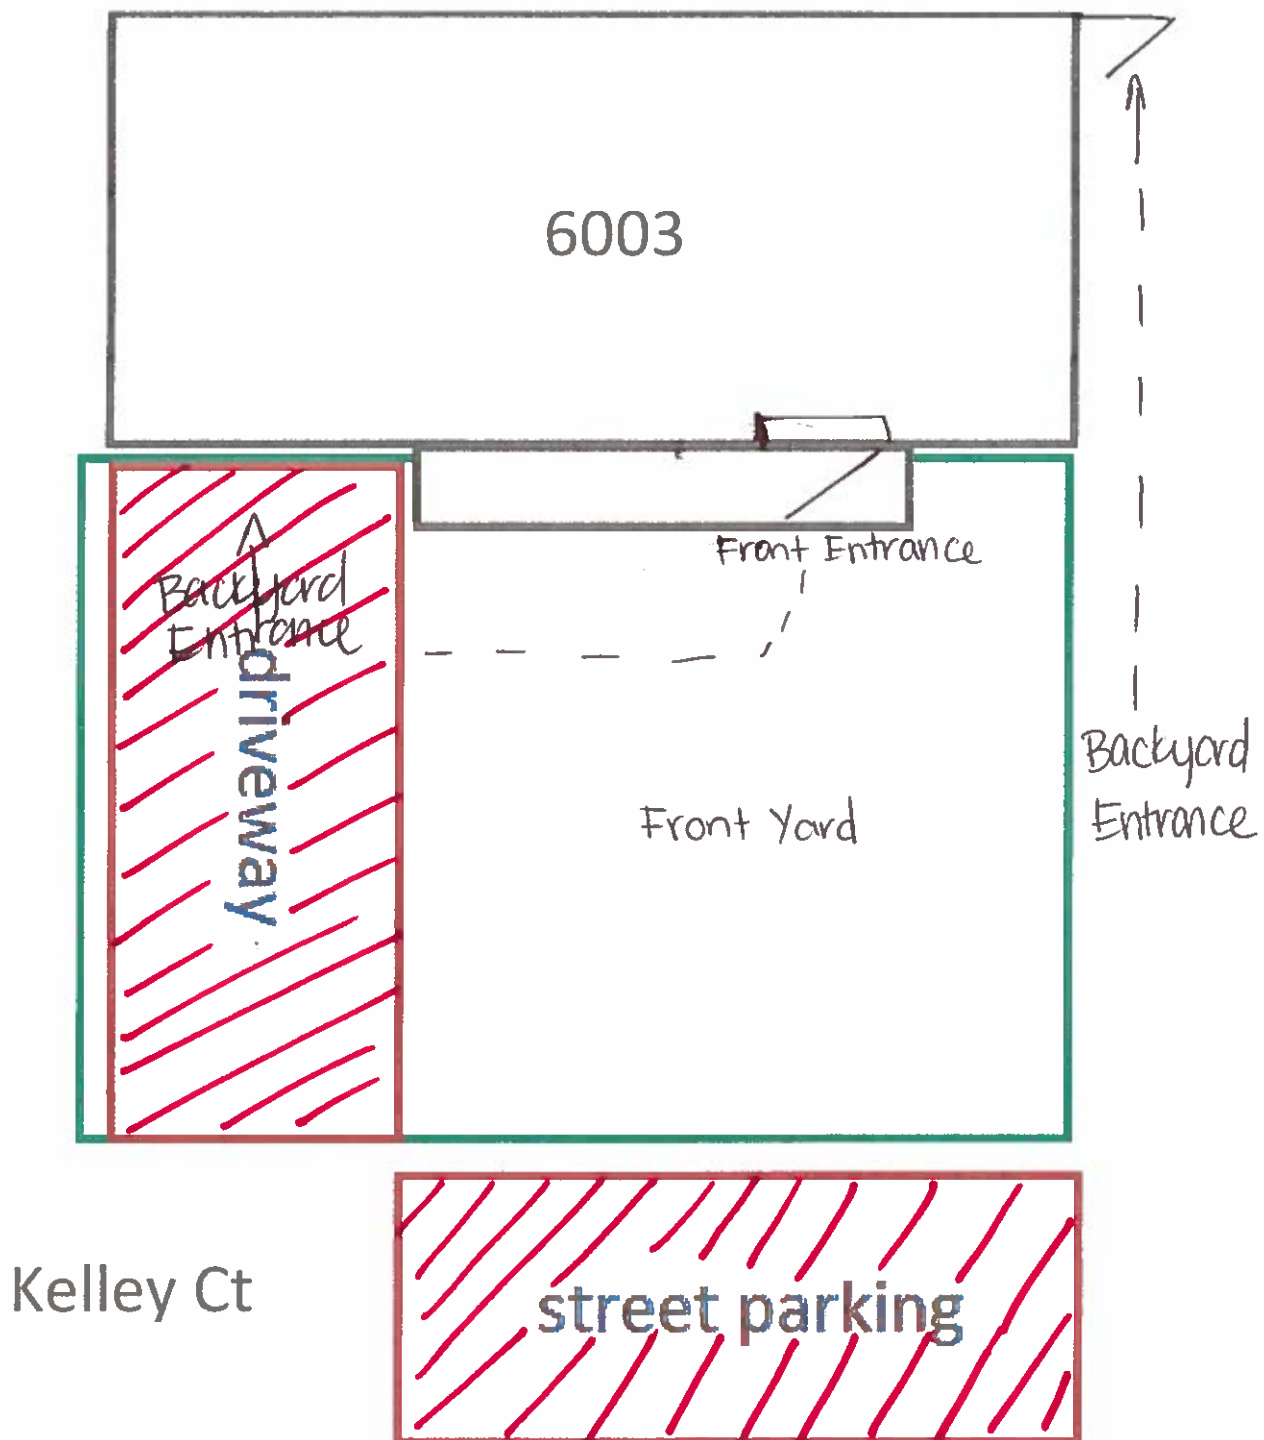 6003
Front Entrance
Backyard
Entrance
driveway
Backyard
Entrance
Front Yard
Kelley Ct
street parking